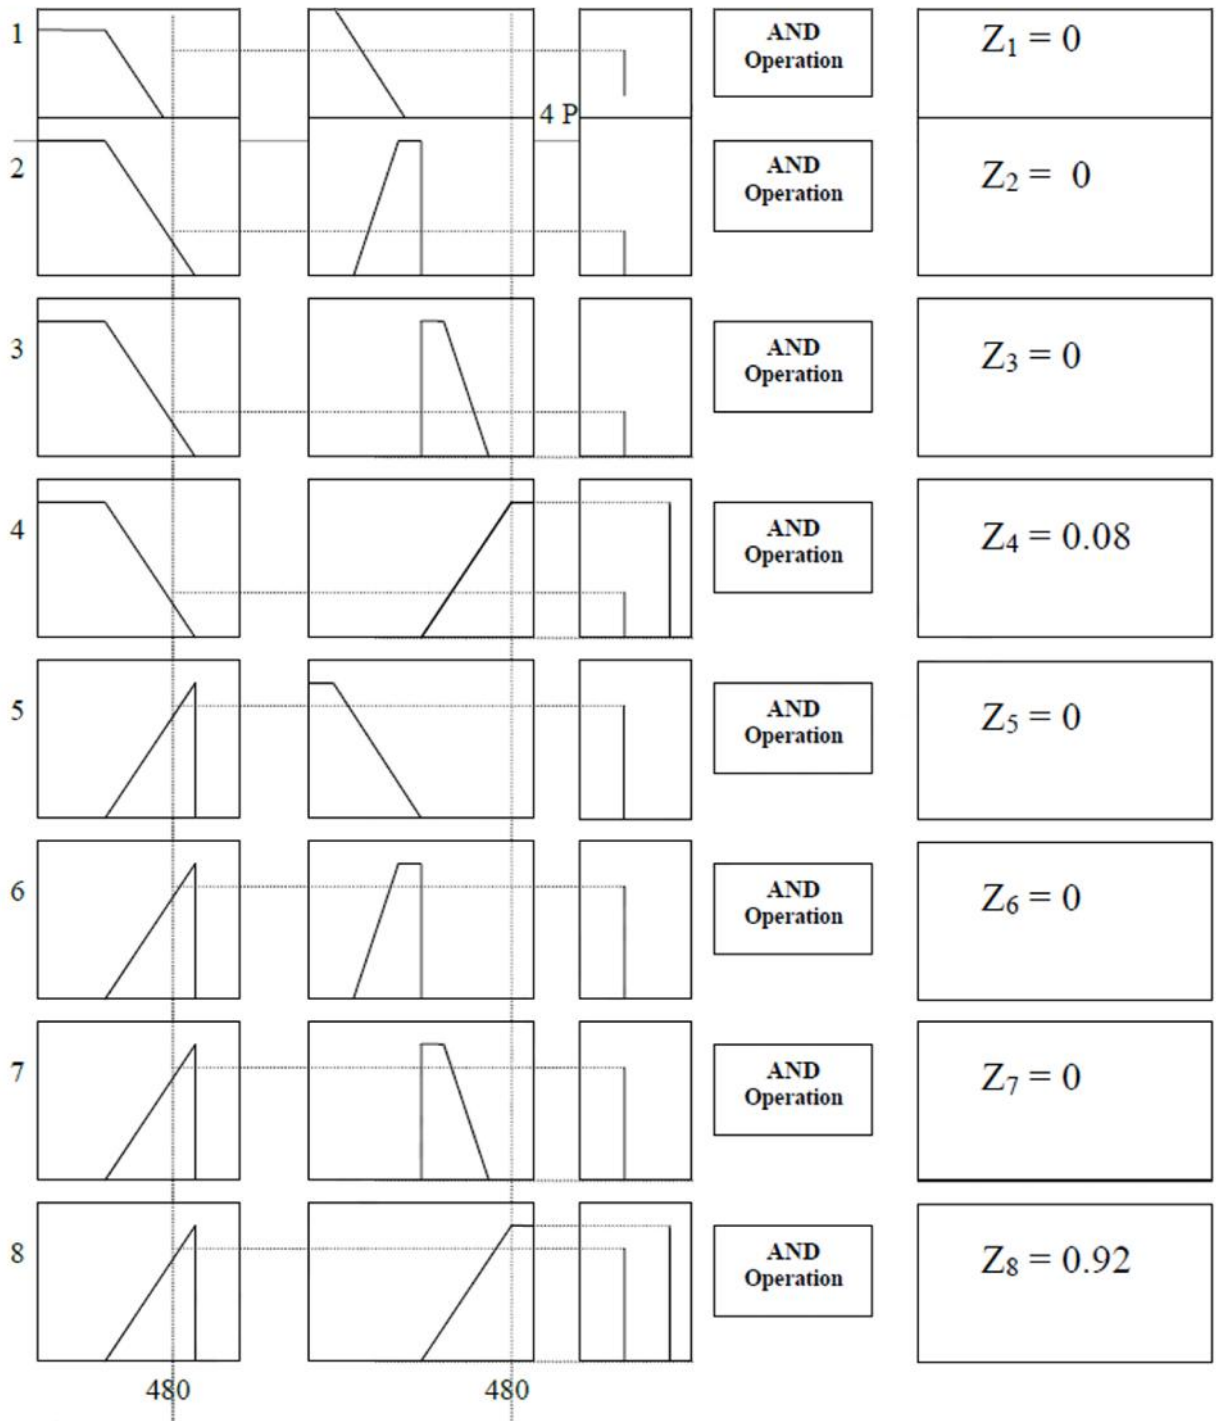 1
AND
Operation
Z₁ = 0
4 P
2
AND
Operation
Z₂ = 0
3
AND
Operation
Z₃ = 0
4
AND
Operation
Z₄ = 0.08
5
AND
Operation
Z₅ = 0
6
AND
Operation
Z₆ = 0
7
AND
Operation
Z₇ = 0
8
AND
Operation
Z₈ = 0.92
480
480